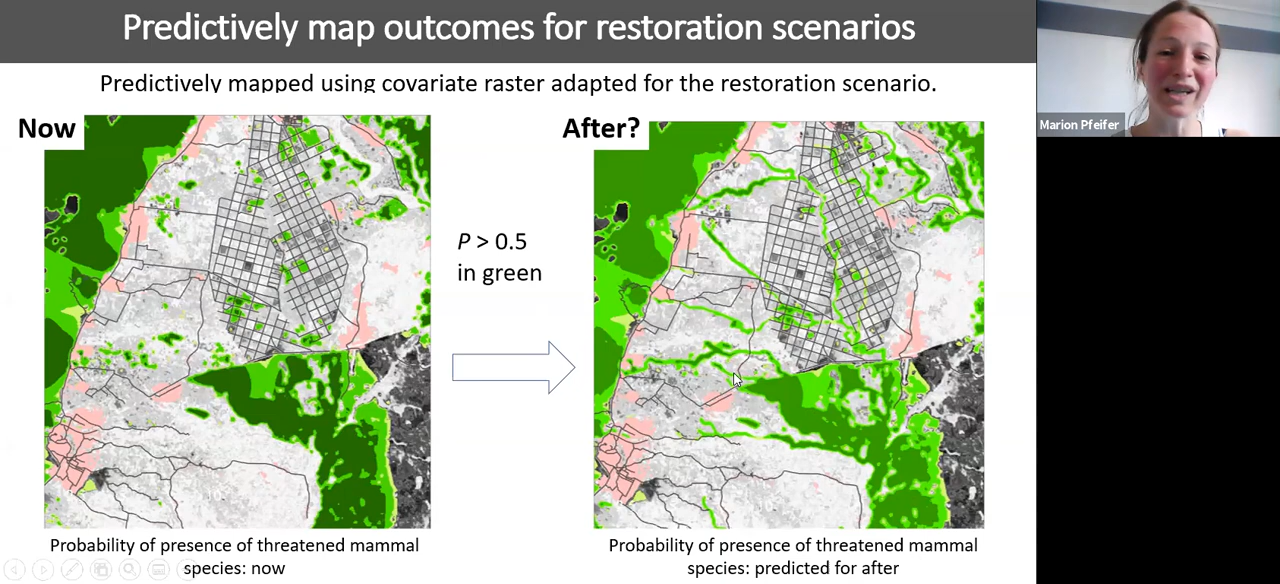 Predictively map outcomes for restoration scenarios
Predictively mapped using covariate raster adapted for the restoration scenario.
Now
After?
P > 0.5
in green
Probability of presence of threatened mammal
species: now
Probability of presence of threatened mammal
species: predicted for after
Marion Pfeifer